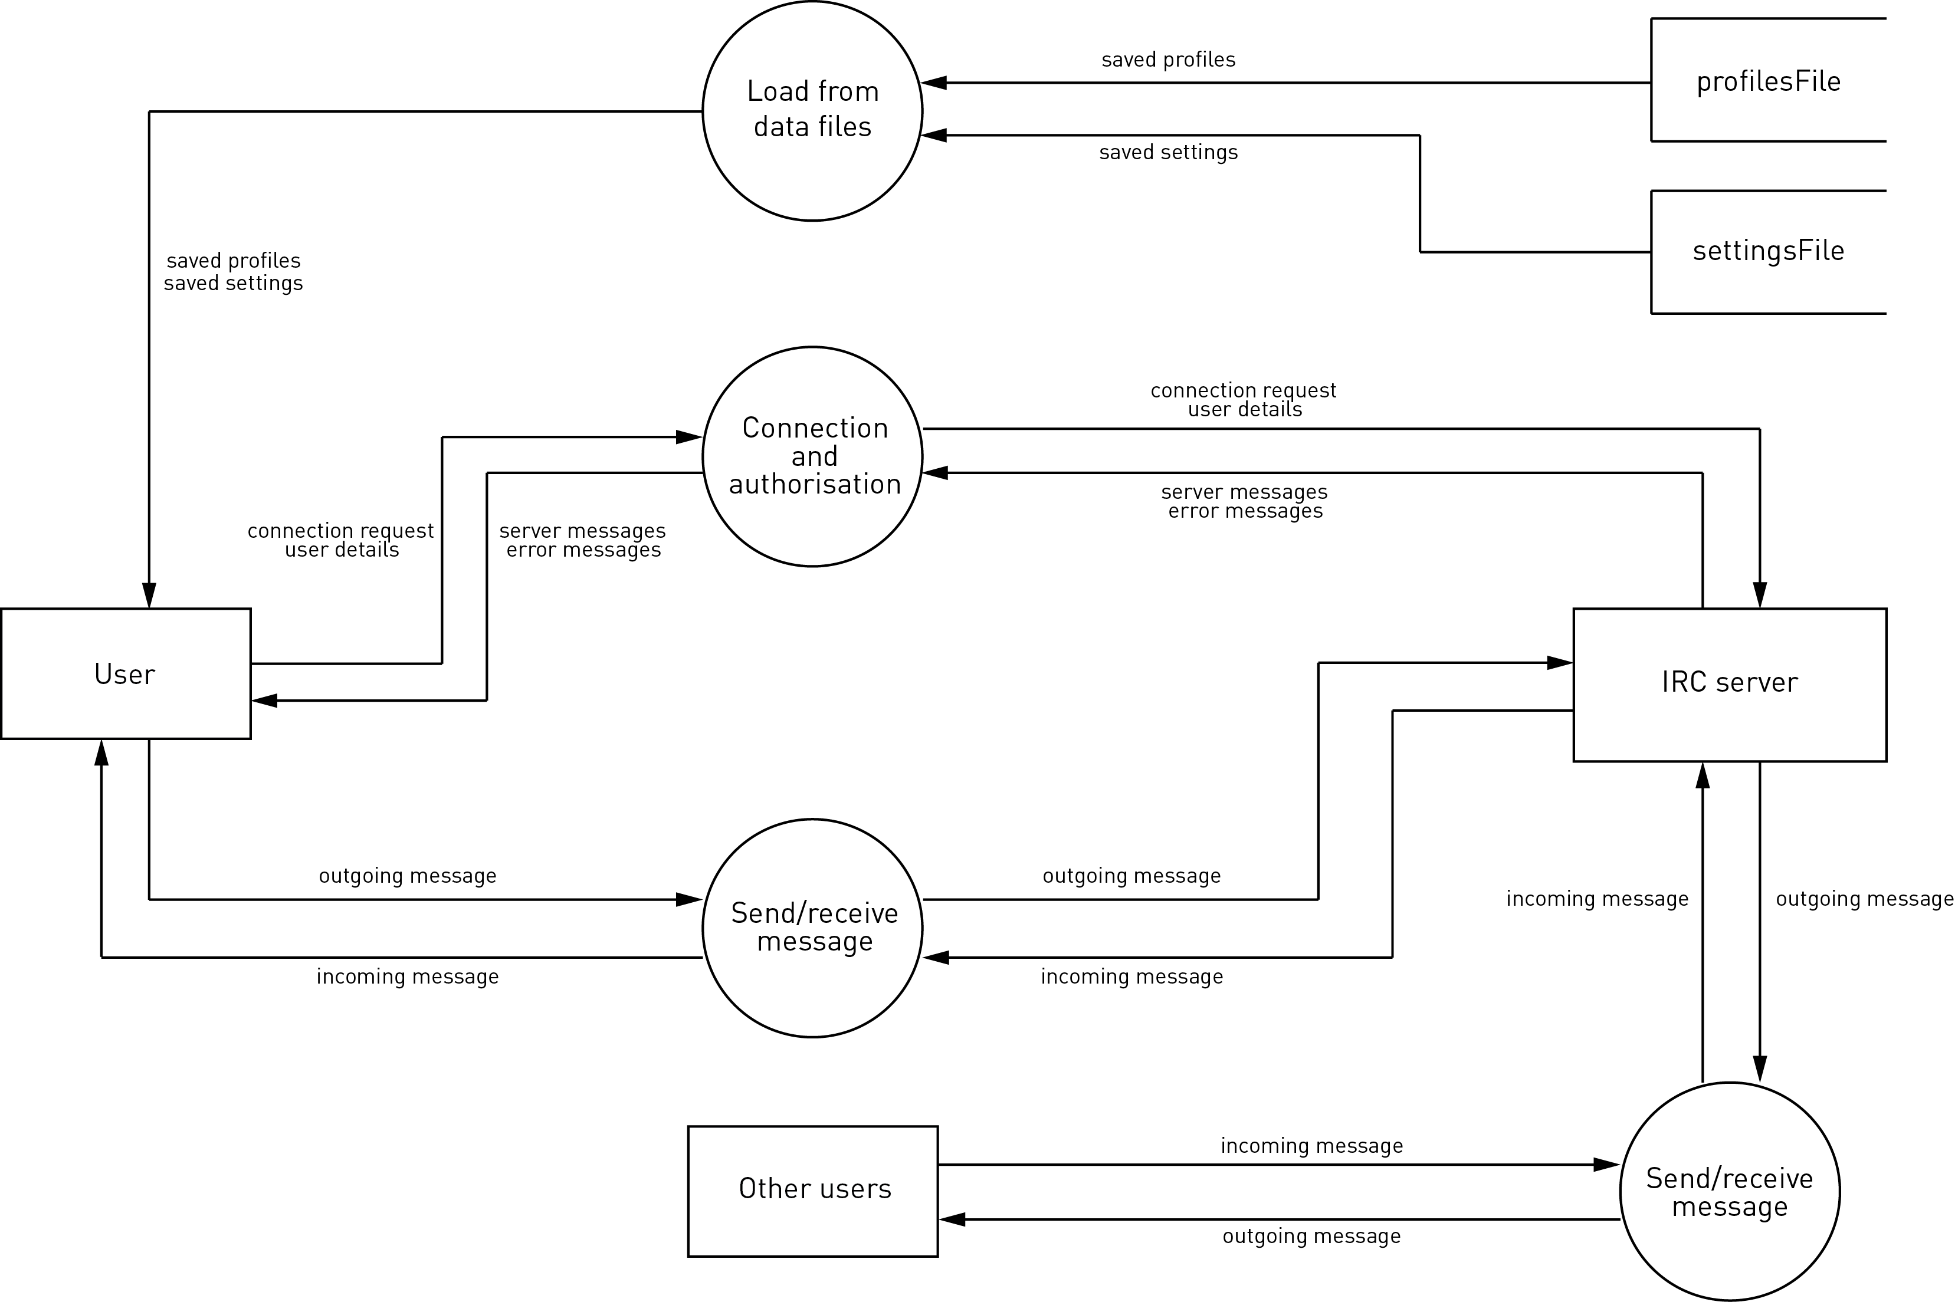 Load from
data files
saved profiles
profilesFile
saved settings
settingsFile
saved profiles
saved settings
Connection
and
authorisation
connection request
user details
server messages
error messages
connection request
user details
server messages
error messages
User
IRC server
outgoing message
Send/receive
message
incoming message
outgoing message
incoming message
incoming message
outgoing message
Other users
incoming message
outgoing message
Send/receive
message